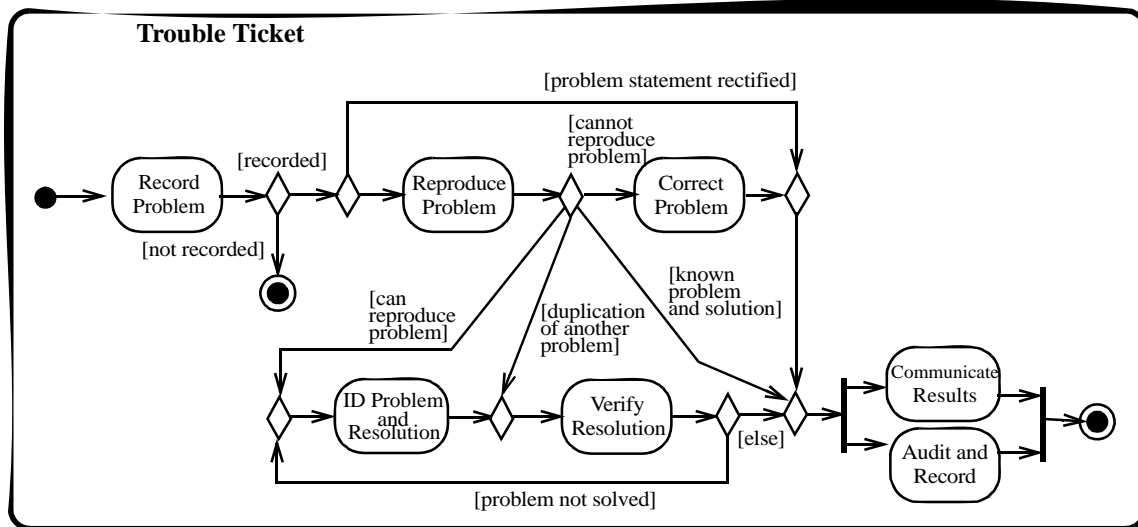 Trouble Ticket
[problem statement rectified]
[cannot
reproduce
problem]
[recorded]
Record
Problem
Reproduce
Problem
Correct
Problem
[not recorded]
[can
reproduce
problem]
[duplication
of another
problem]
[known
problem
and solution]
ID Problem
and
Resolution
Verify
Resolution
[else]
Communicate
Results
Audit and
Record
[problem not solved]